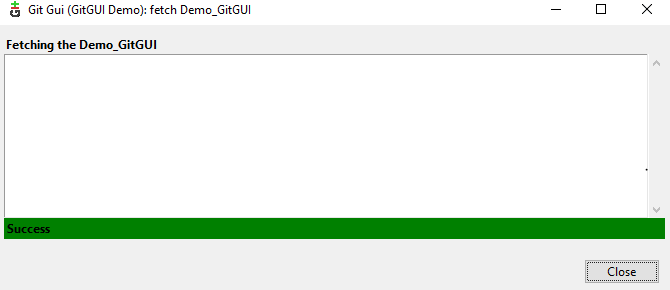 Git Gui (GitGUI Demo): fetch Demo_GitGUI
Fetching the Demo_GitGUI
Success
Close